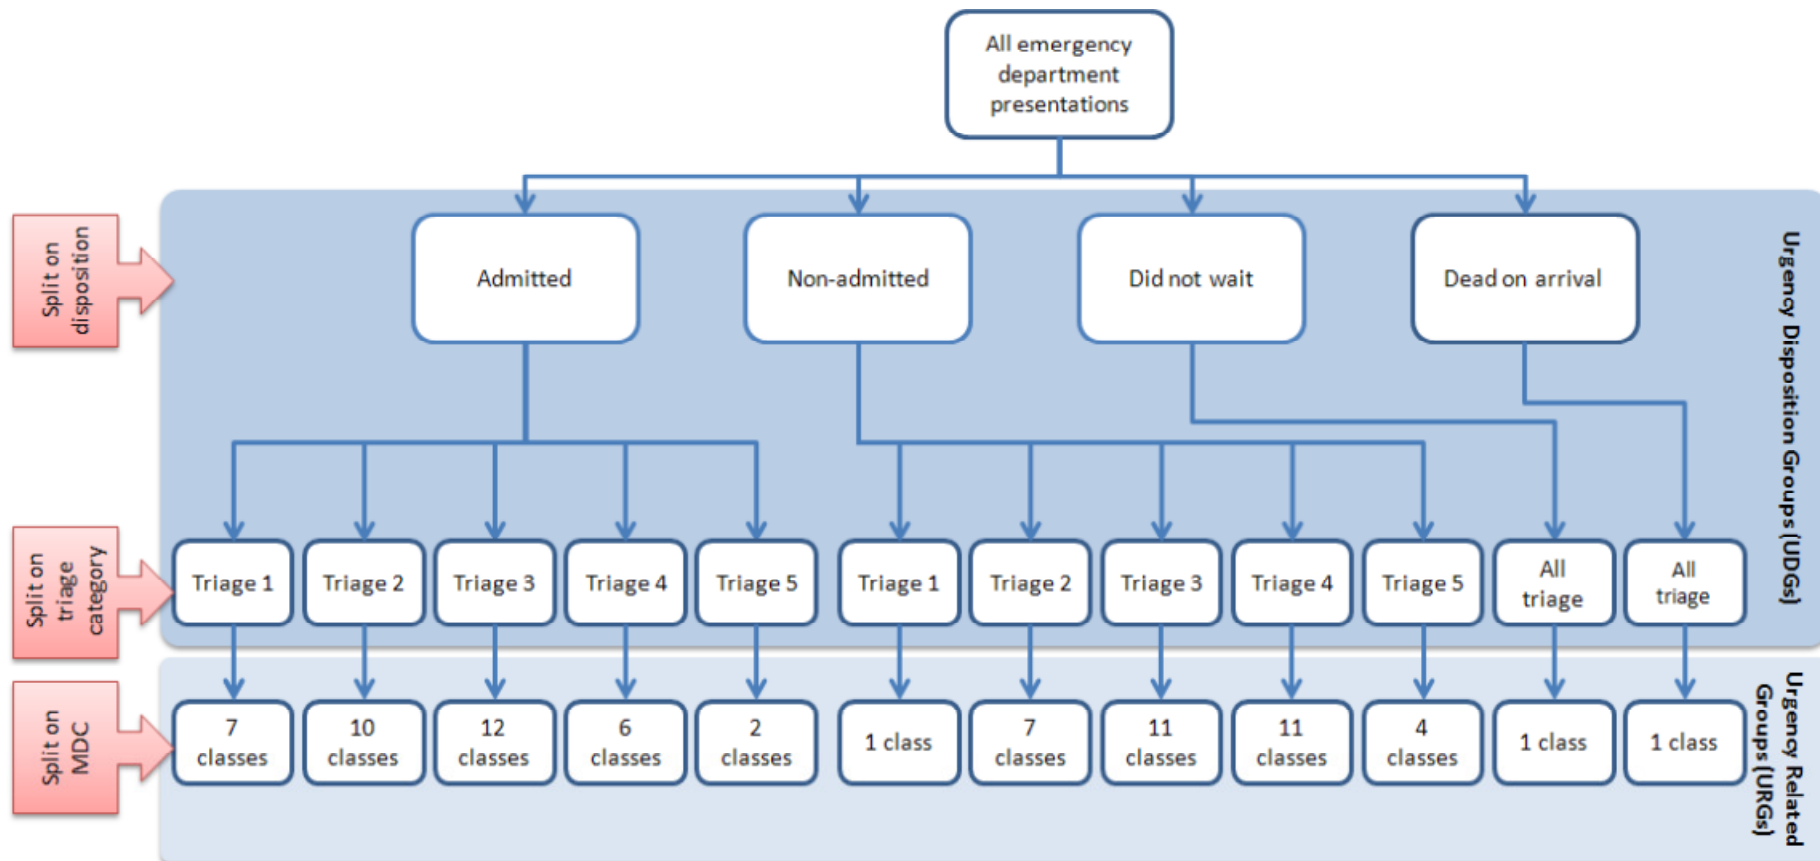 All emergency
department
presentations
Split on
disposition
Admitted
Non-admitted
Did not wait
Dead on arrival
Urgency Disposition Groups (UDGs)
Split on
triage
category
Triage 1
Triage 2
Triage 3
Triage 4
Triage 5
Triage 1
Triage 2
Triage 3
Triage 4
Triage 5
All
triage
All
triage
Split on
MDC
7
classes
10
classes
12
classes
6
classes
2
classes
1 class
7
classes
11
classes
11
classes
4
classes
1 class
1 class
Urgency Related
Groups (URGs)